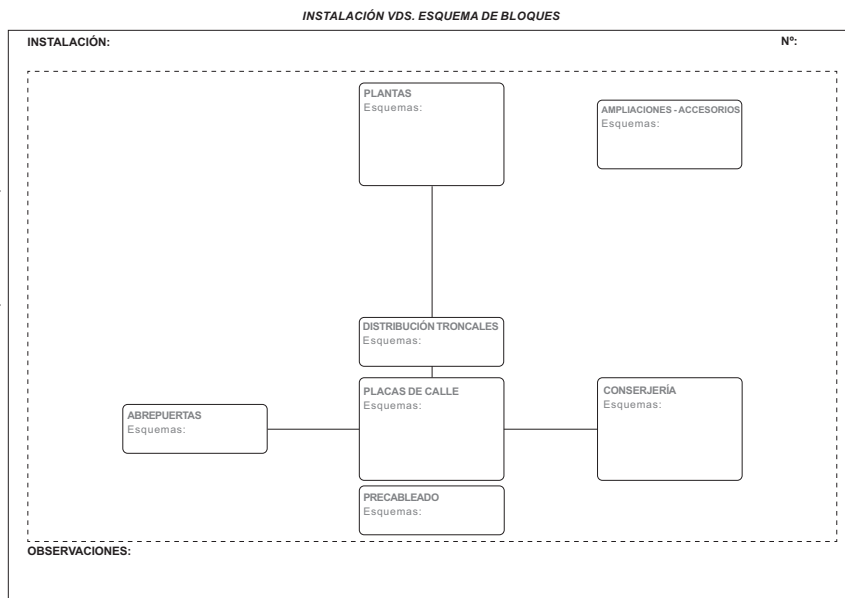 INSTALACIÓN VDS. ESQUEMA DE BLOQUES
INSTALACIÓN:
Nº:
PLANTAS
Esquemas:
AMPLIACIONES - ACCESORIOS
Esquemas:
DISTRIBUCIÓN TRONCALES
Esquemas:
PLACAS DE CALLE
Esquemas:
CONSERJERÍA
Esquemas:
ABREPUERTAS
Esquemas:
PRECABLEADO
Esquemas:
OBSERVACIONES: